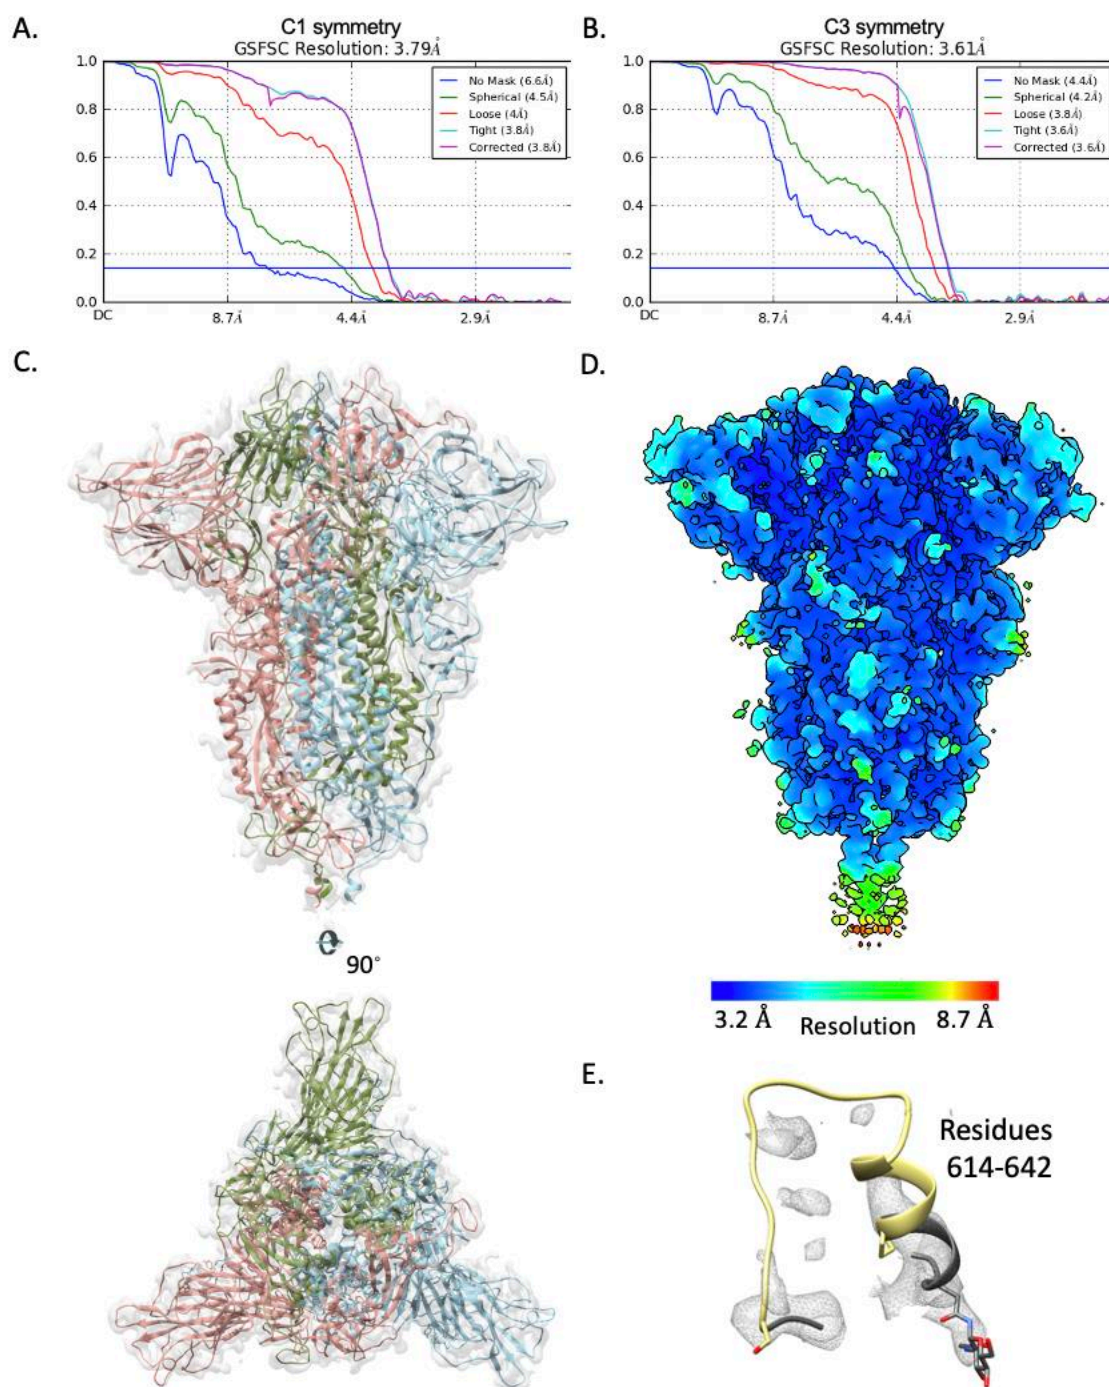 A.
C1 symmetry
GSFSC Resolution: 3.79Å
1.0
0.8
0.6
0.4
0.2
0.0
DC
8.7Å
4.4Å
2.9Å
No Mask (6.6Å)
Spherical (4.5Å)
Loose (4Å)
Tight (3.8Å)
Corrected (3.8Å)
B.
C3 symmetry
GSFSC Resolution: 3.61Å
1.0
0.8
0.6
0.4
0.2
0.0
DC
8.7Å
4.4Å
2.9Å
No Mask (4.4Å)
Spherical (4.2Å)
Loose (3.8Å)
Tight (3.6Å)
Corrected (3.6Å)
C.
90°
D.
3.2 Å
Resolution
8.7 Å
E.
Residues
614-642